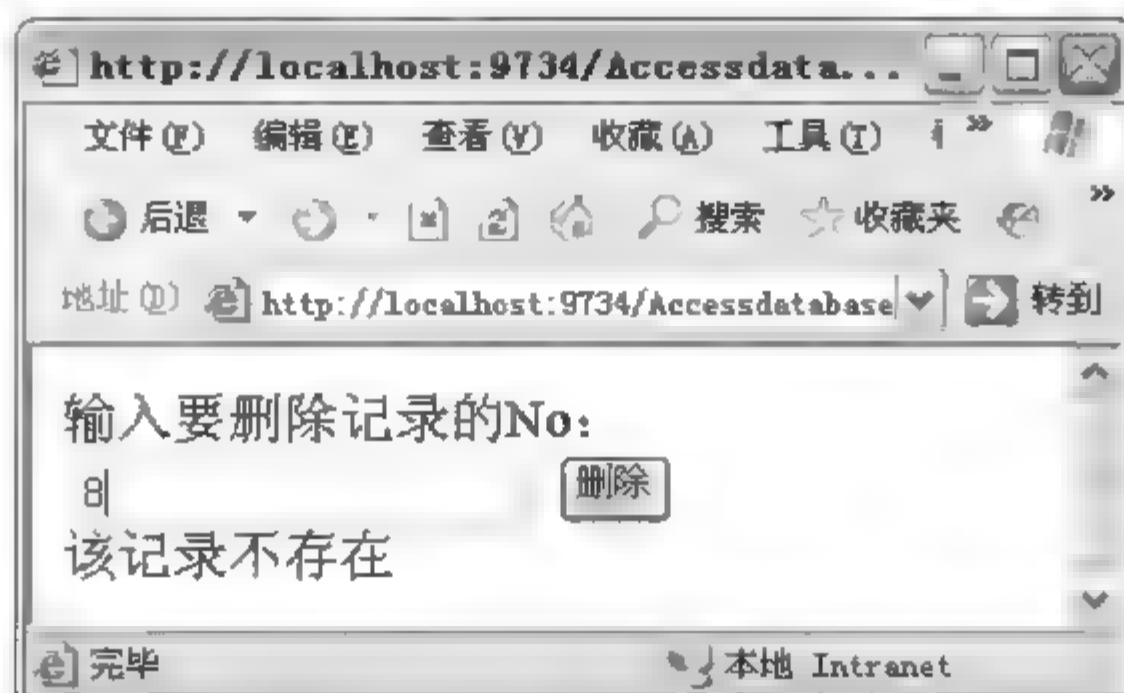 http://localhost:9734/Accessdata...
文件(F) 编辑(E) 查看(V) 收藏(A) 工具(T) »
后退 搜索 收藏夹 »
地址(D) http://localhost:9734/Accessdatabase 转到
输入要删除记录的No:
8 删除
该记录不存在
完毕 本地 Intranet